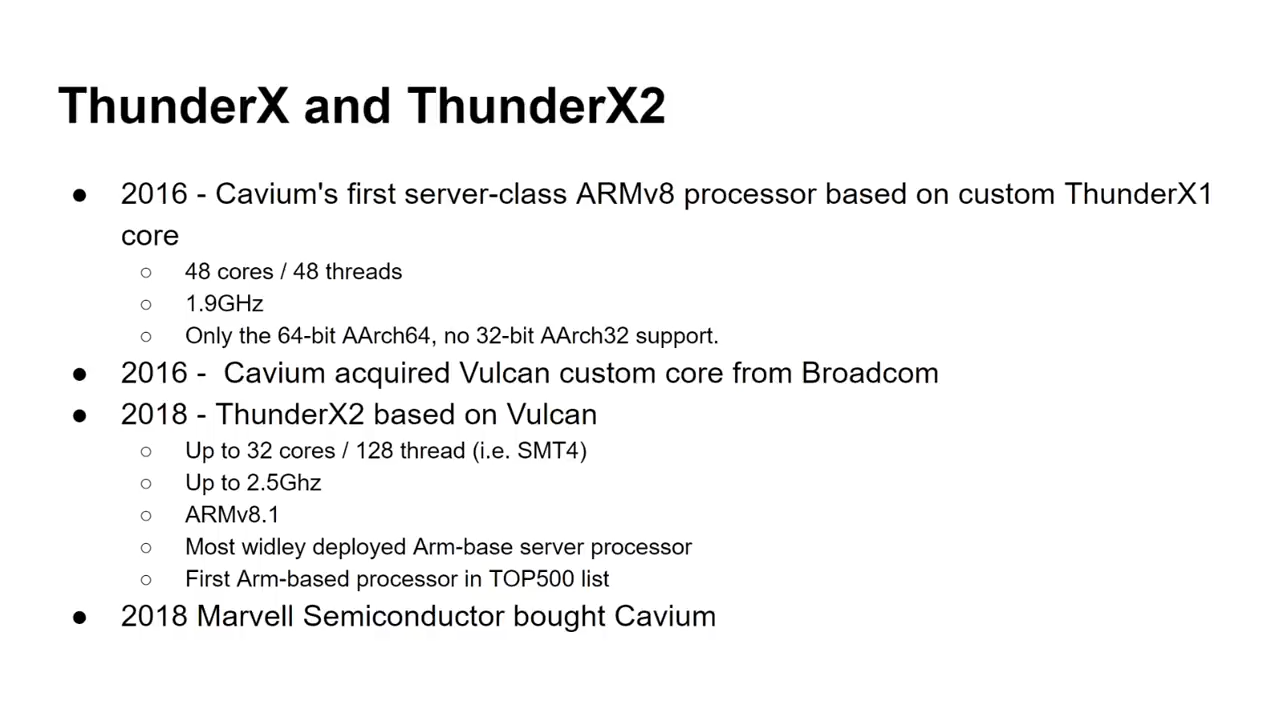 ThunderX and ThunderX2
● 2016 - Cavium's first server-class ARMv8 processor based on custom ThunderX1
core
○ 48 cores / 48 threads
○ 1.9GHz
○ Only the 64-bit AArch64, no 32-bit AArch32 support.
● 2016 -  Cavium acquired Vulcan custom core from Broadcom
● 2018 - ThunderX2 based on Vulcan
○ Up to 32 cores / 128 thread (i.e. SMT4)
○ Up to 2.5Ghz
○ ARMv8.1
○ Most widley deployed Arm-base server processor
○ First Arm-based processor in TOP500 list
● 2018 Marvell Semiconductor bought Cavium